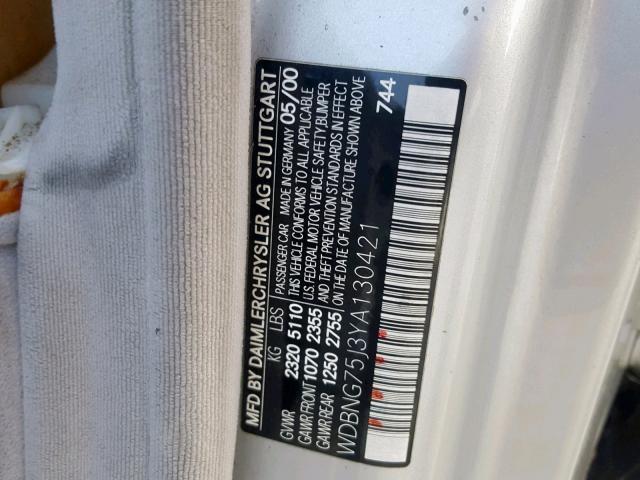 MFD BY DAIMLERCHRYSLER AG STUTTGART
KG LBS PASSENGER CAR MADE IN GERMANY 05/00
GVWR 2320 5110 THIS VEHICLE CONFORMS TO ALL APPLICABLE
GAWR FRONT 1070 2355 U.S. FEDERAL MOTOR VEHICLE SAFETY, BUMPER
GAWR REAR 1250 2755 AND THEFT PREVENTION STANDARDS IN EFFECT
ON THE DATE OF MANUFACTURE SHOWN ABOVE
WDBNG75J3YA130421
744